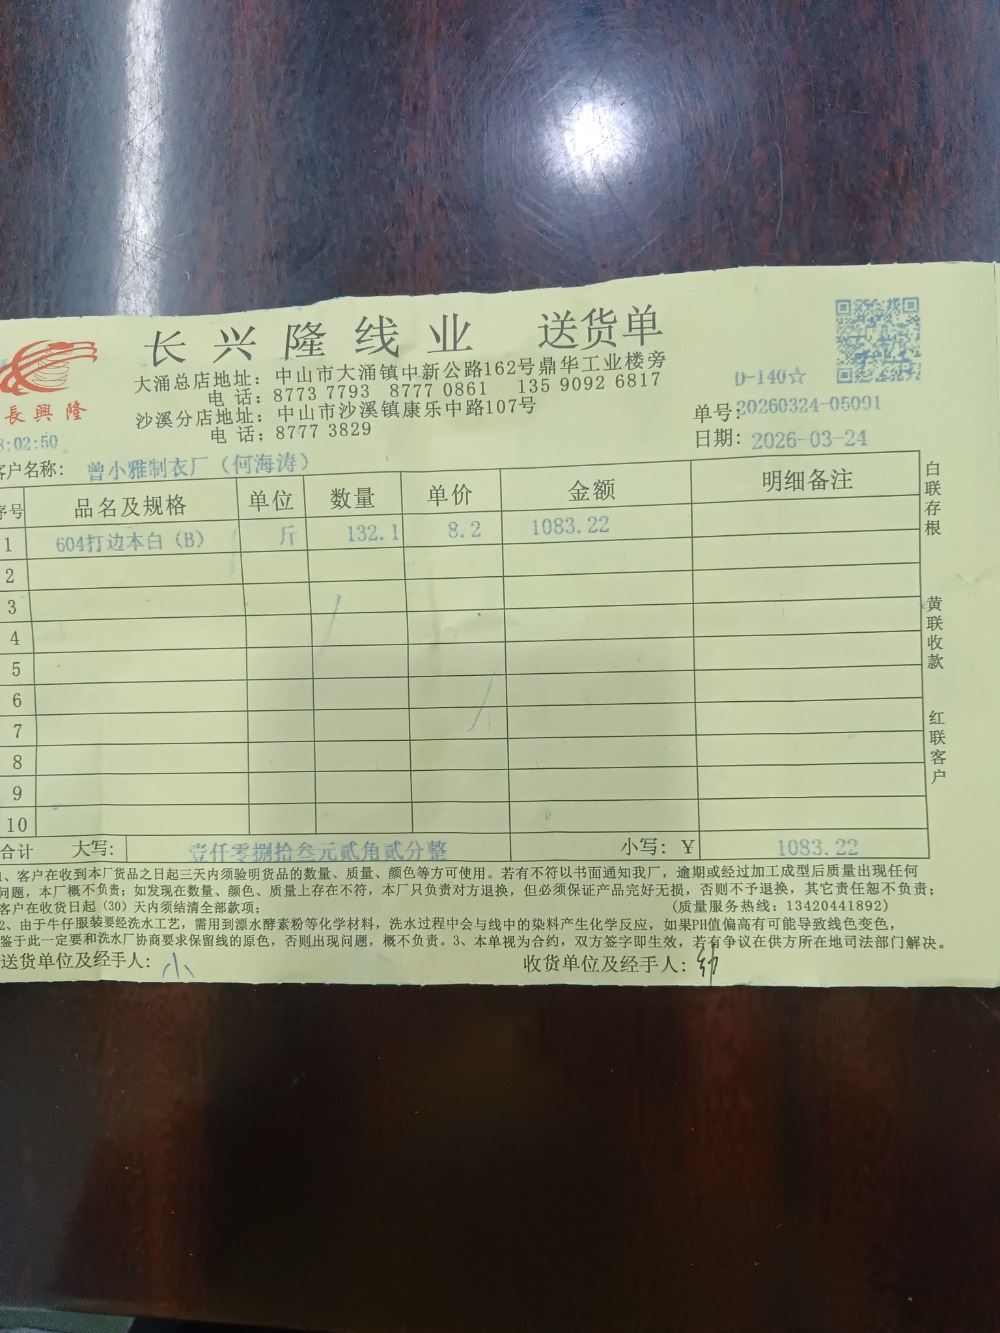 长兴隆线业 送货单
長興隆
大涌总店地址：中山市大涌镇中新公路162号鼎华工业楼旁
电 话：8773 7793 8777 0861 135 9092 6817
沙溪分店地址：中山市沙溪镇康乐中路107号
电 话：8777 3829
D-140☆
单号：20260324-05091
日期：2026-03-24
:02:50
客户名称：曾小雅制衣厂（何海涛）
序号 品名及规格 单位 数量 单价 金额 明细备注
1 604打边本白（B） 斤 132.1 8.2 1083.22
2
3
4
5
6
7
8
9
10
合计 大写：壹仟零捌拾叁元贰角贰分整 小写：￥ 1083.22
白联存根
黄联收款
红联客户
1、客户在收到本厂货品之日起三天内须验明货品的数量、质量、颜色等方可使用。若有不符以书面通知我厂，逾期或经过加工成型后质量出现任何
问题，本厂概不负责；如发现在数量、颜色、质量上存在不符，本厂只负责对方退换，但必须保证产品完好无损，否则不予退换，其它责任恕不负责；
客户在收货日起（30）天内须结清全部款项； (质量服务热线：13420441892)
2、由于牛仔服装要经洗水工艺，需用到漂水酵素粉等化学材料，洗水过程中会与线中的染料产生化学反应，如果PH值偏高有可能导致线色变色，
鉴于此一定要和洗水厂协商要求保留线的原色，否则出现问题，概不负责。3、本单视为合约，双方签字即生效，若有争议在供方所在地司法部门解决。
送货单位及经手人：小
收货单位及经手人：